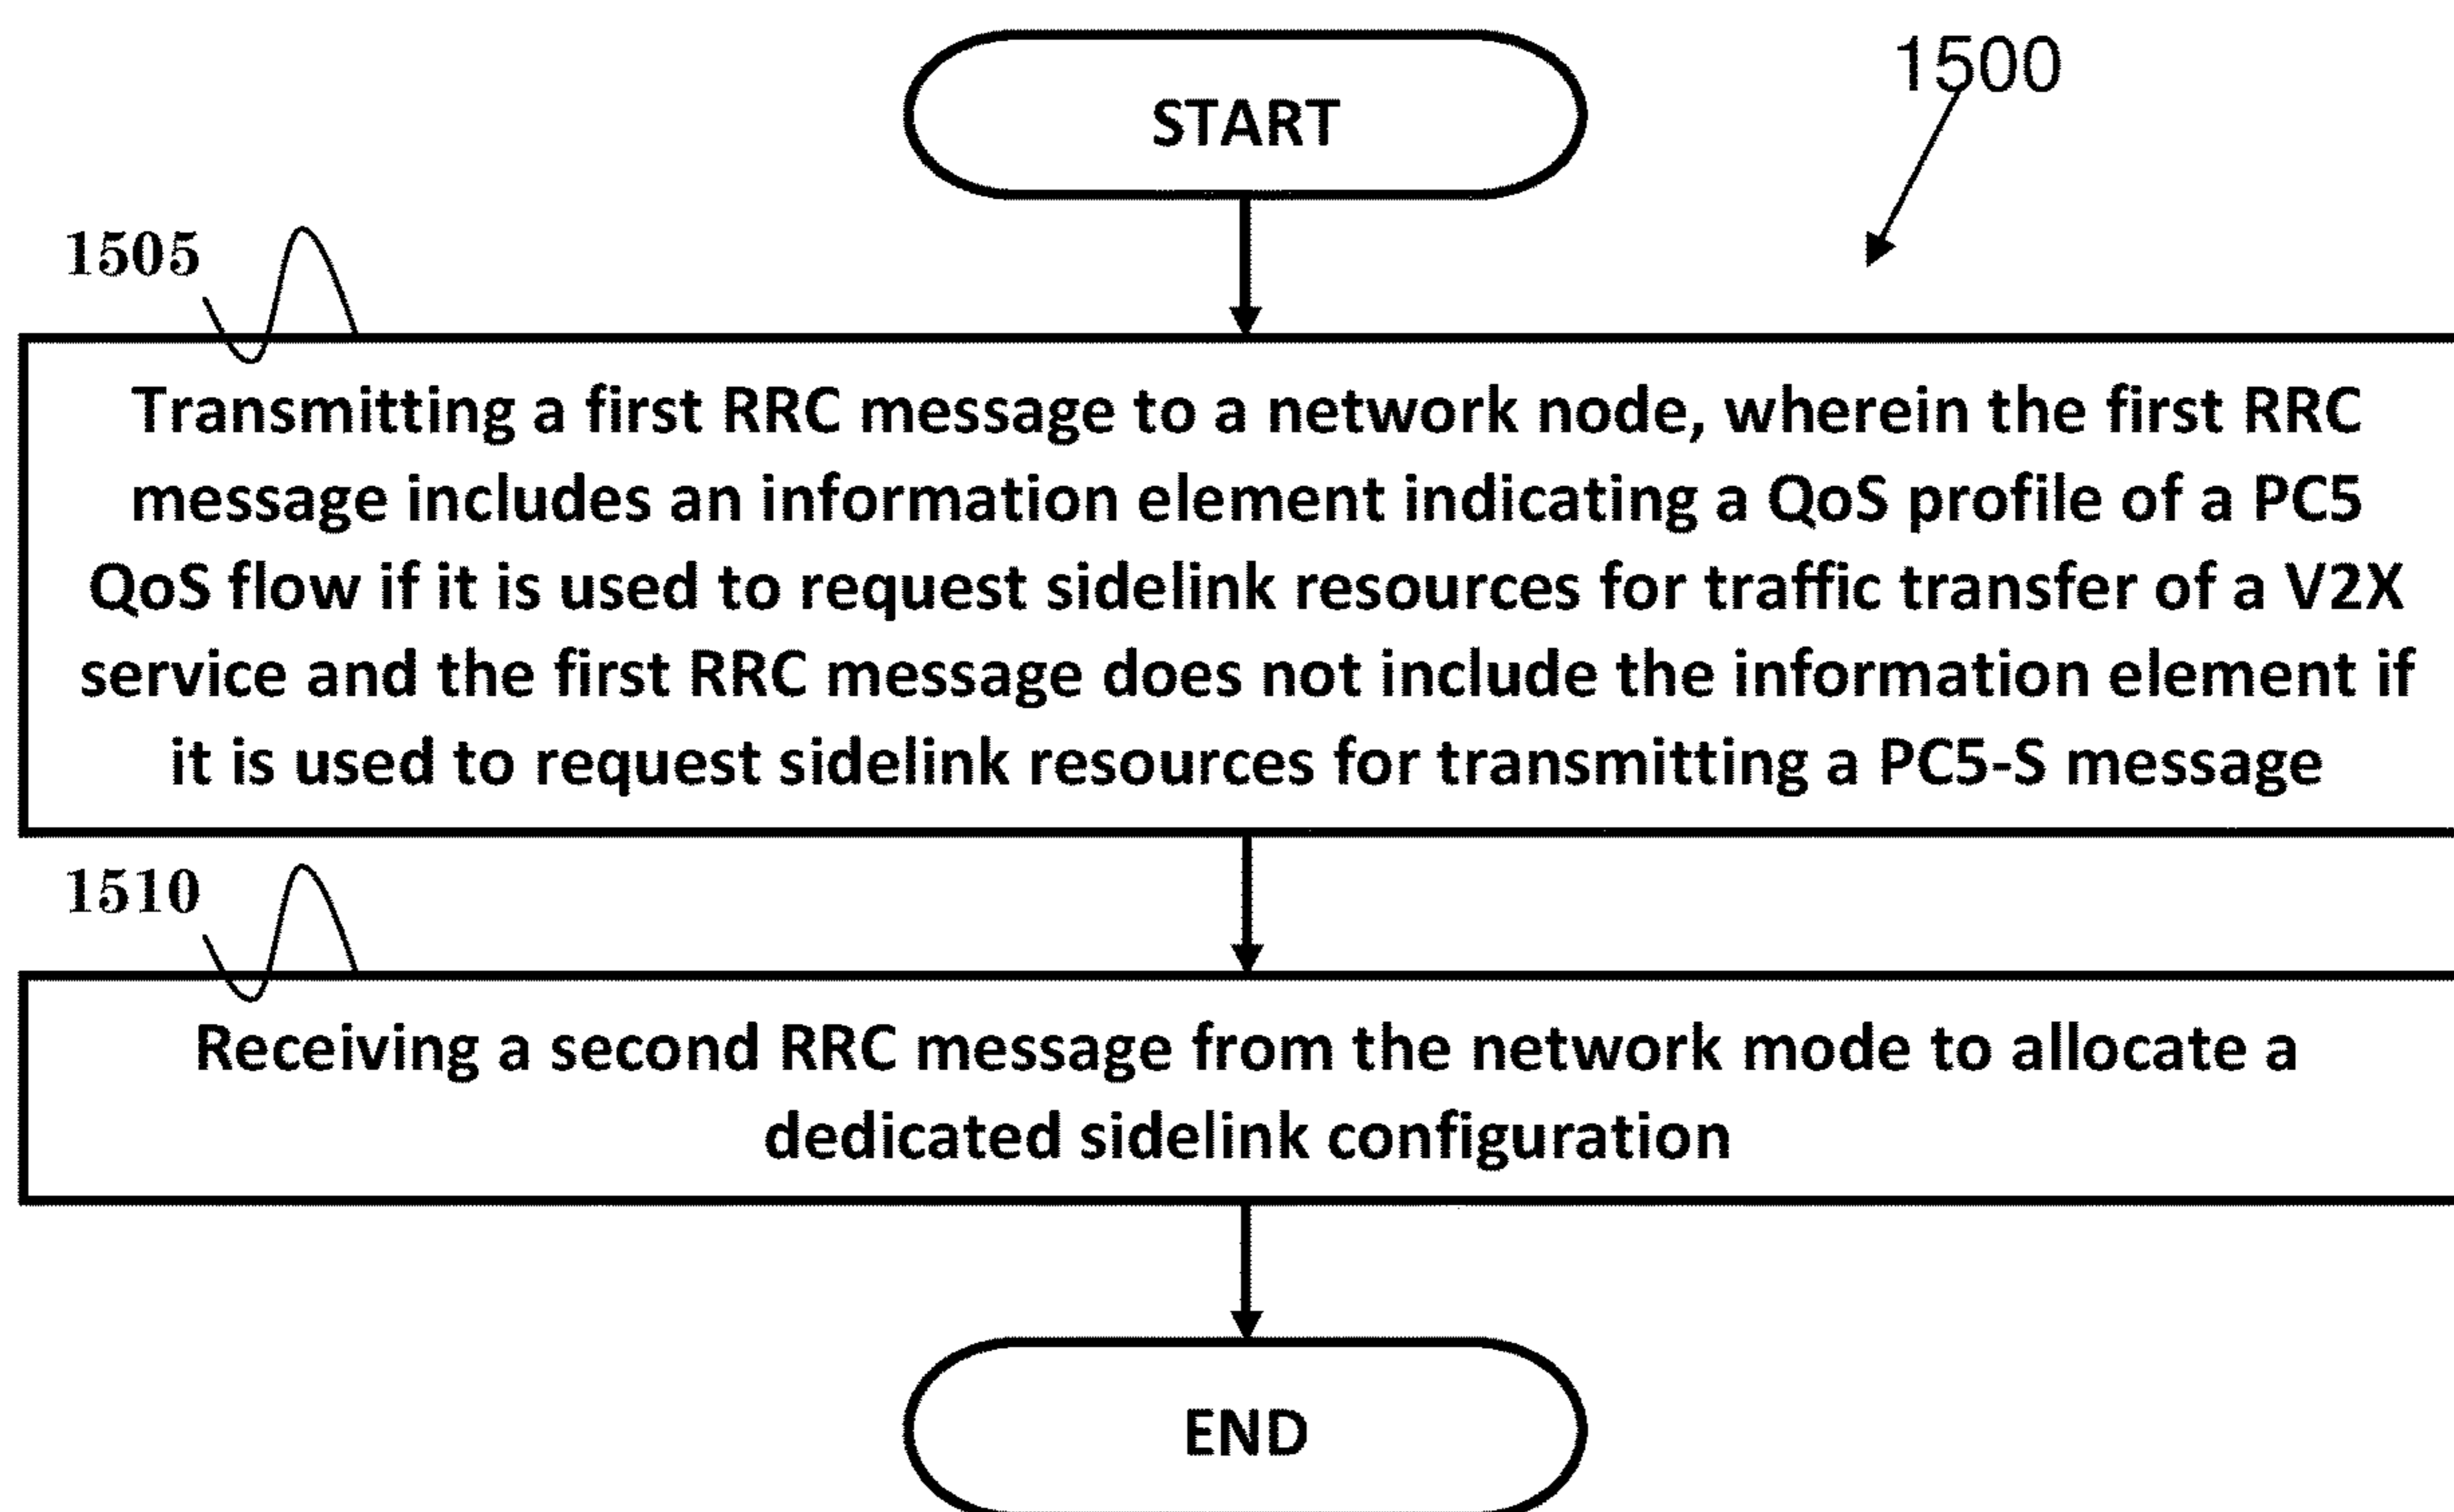 START
1500
1505
Transmitting a first RRC message to a network node, wherein the first RRC
message includes an information element indicating a QoS profile of a PC5
QoS flow if it is used to request sidelink resources for traffic transfer of a V2X
service and the first RRC message does not include the information element if
it is used to request sidelink resources for transmitting a PC5-S message
1510
Receiving a second RRC message from the network mode to allocate a
dedicated sidelink configuration
END